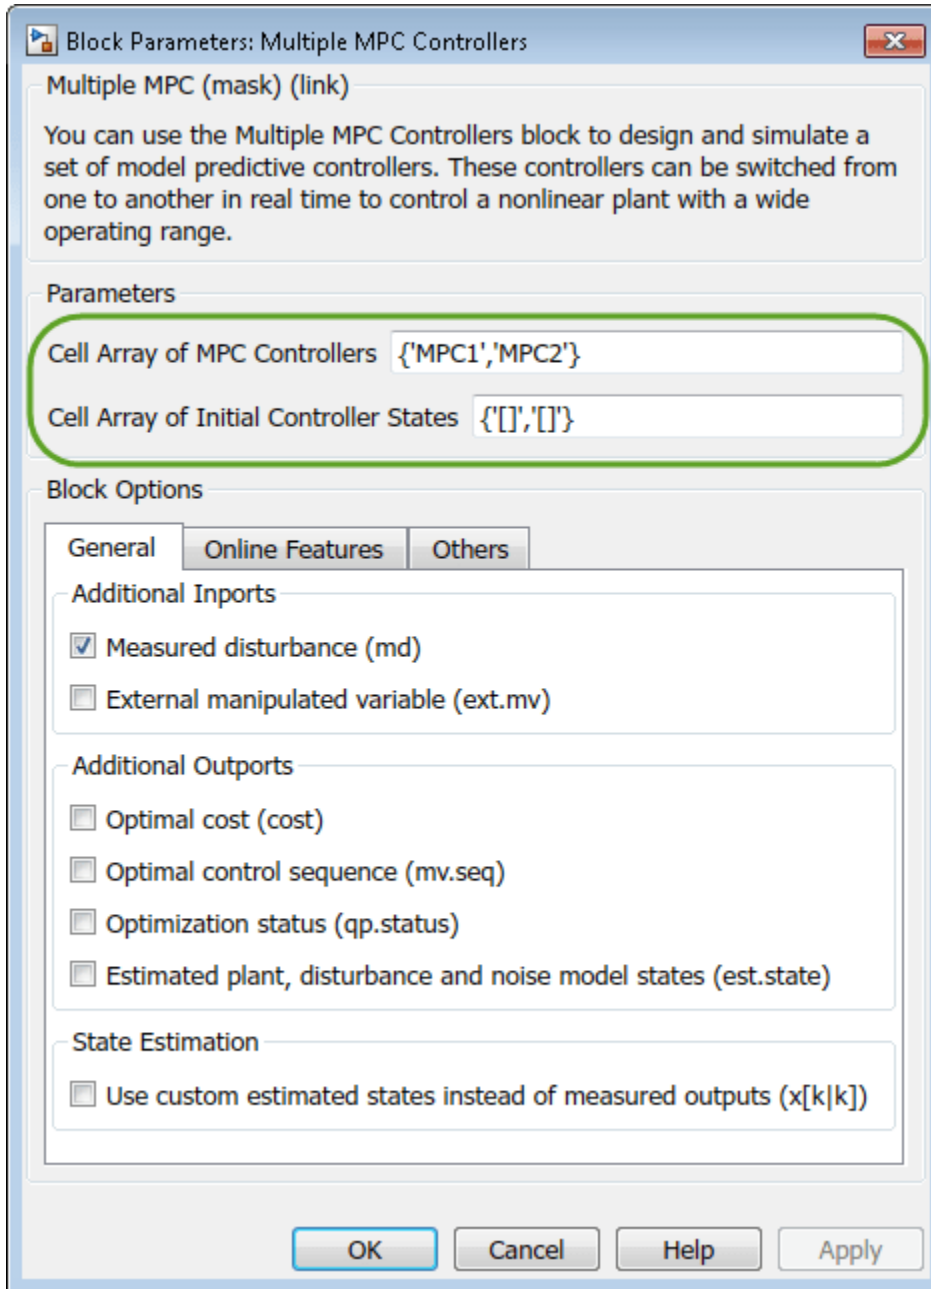 Block Parameters: Multiple MPC Controllers
Multiple MPC (mask) (link)
You can use the Multiple MPC Controllers block to design and simulate a
set of model predictive controllers. These controllers can be switched from
one to another in real time to control a nonlinear plant with a wide
operating range.
Parameters
Cell Array of MPC Controllers {'MPC1','MPC2'}
Cell Array of Initial Controller States {'[]','[]'}
Block Options
General Online Features Others
Additional Inports
Measured disturbance (md)
External manipulated variable (ext.mv)
Additional Outports
Optimal cost (cost)
Optimal control sequence (mv.seq)
Optimization status (qp.status)
Estimated plant, disturbance and noise model states (est.state)
State Estimation
Use custom estimated states instead of measured outputs (x[k|k])
OK Cancel Help Apply